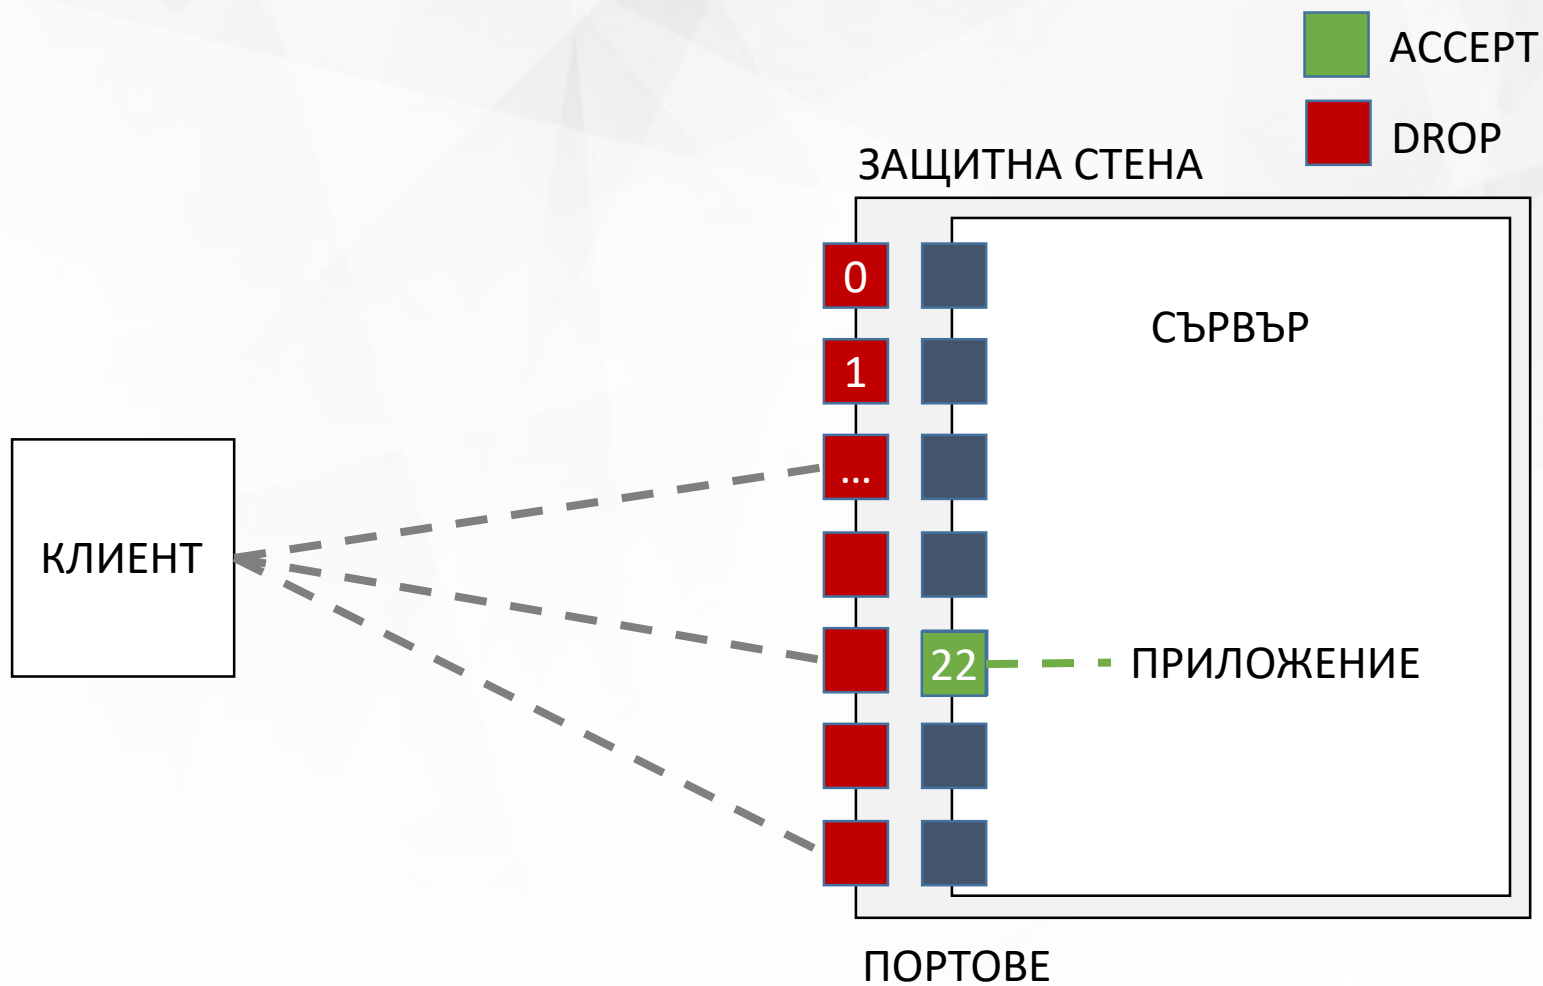 ACCEPT
DROP
ЗАЩИТНА СТЕНА
0
1
...
СЪРВЪР
КЛИЕНТ
22
ПРИЛОЖЕНИЕ
ПОРТОВЕ